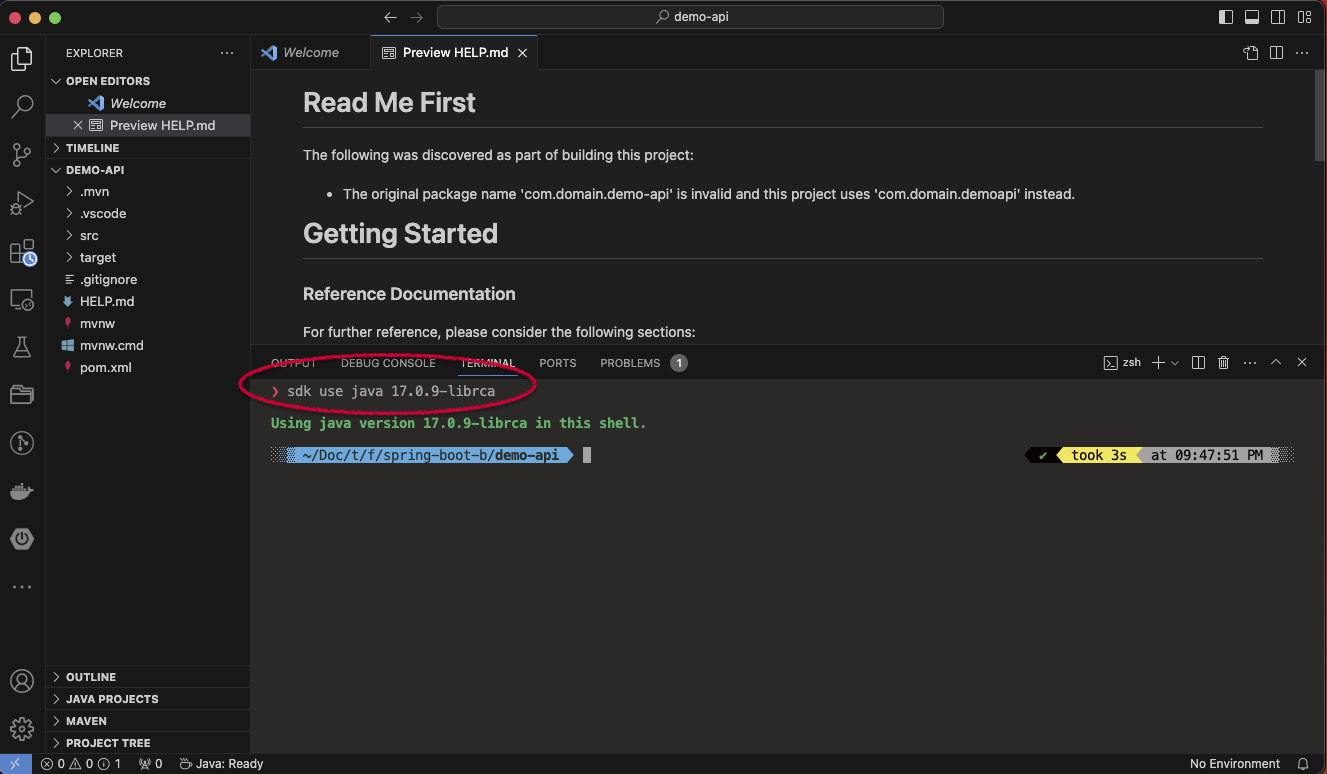 demo-api
EXPLORER
OPEN EDITORS
Welcome
Preview HELP.md
TIMELINE
DEMO-API
.mvn
.vscode
src
target
.gitignore
HELP.md
mvnw
mvnw.cmd
pom.xml
OUTLINE
JAVA PROJECTS
MAVEN
PROJECT TREE
Welcome
Preview HELP.md
Read Me First
The following was discovered as part of building this project:
• The original package name 'com.domain.demo-api' is invalid and this project uses 'com.domain.demoapi' instead.
Getting Started
Reference Documentation
For further reference, please consider the following sections:
OUTPUT DEBUG CONSOLE TERMINAL PORTS PROBLEMS 1 zsh
❯ sdk use java 17.0.9-librca
Using java version 17.0.9-librca in this shell.
~/Doc/t/f/spring-boot-b/demo-api ✔ took 3s at 09:47:51 PM
0 0 1 0 Java: Ready No Environment